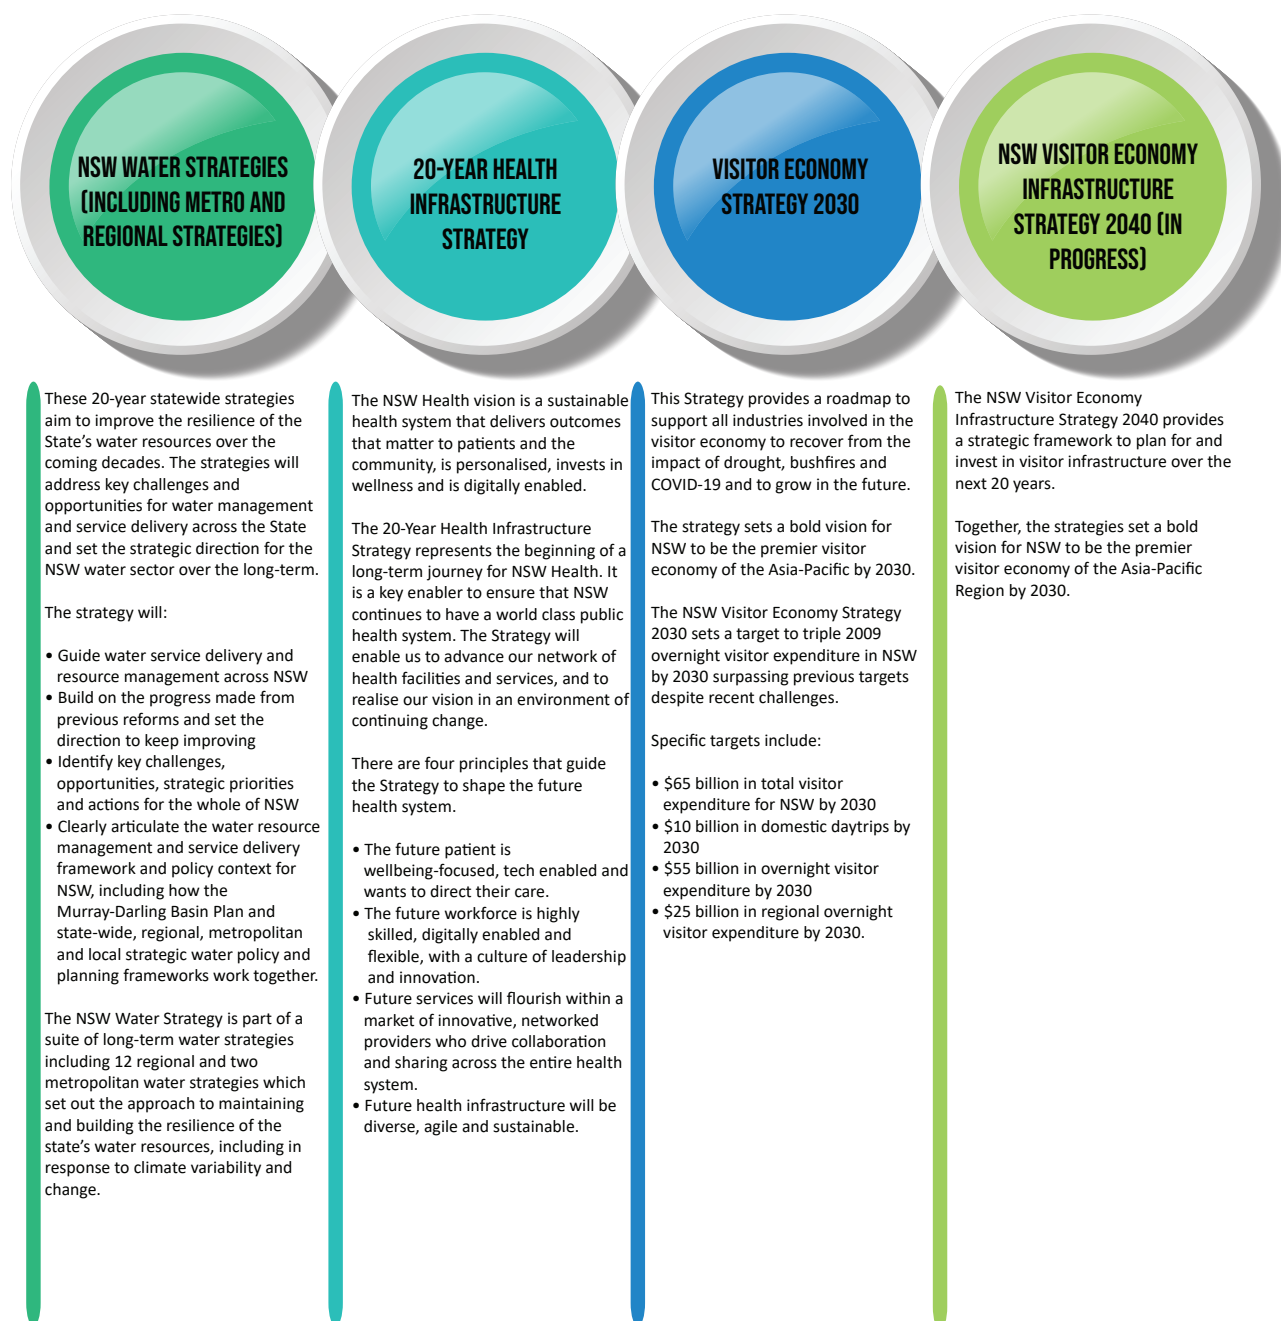 NSW WATER STRATEGIES
(INCLUDING METRO AND
REGIONAL STRATEGIES)
These 20-year statewide strategies
aim to improve the resilience of the
State’s water resources over the
coming decades. The strategies will
address key challenges and
opportunities for water management
and service delivery across the State
and set the strategic direction for the
NSW water sector over the long-term.
The strategy will:
• Guide water service delivery and
resource management across NSW
• Build on the progress made from
previous reforms and set the
direction to keep improving
• Identify key challenges,
opportunities, strategic priorities
and actions for the whole of NSW
• Clearly articulate the water resource
management and service delivery
framework and policy context for
NSW, including how the
Murray-Darling Basin Plan and
state-wide, regional, metropolitan
and local strategic water policy and
planning frameworks work together.
The NSW Water Strategy is part of a
suite of long-term water strategies
including 12 regional and two
metropolitan water strategies which
set out the approach to maintaining
and building the resilience of the
state’s water resources, including in
response to climate variability and
change.
20-YEAR HEALTH
INFRASTRUCTURE
STRATEGY
The NSW Health vision is a sustainable
health system that delivers outcomes
that matter to patients and the
community, is personalised, invests in
wellness and is digitally enabled.
The 20-Year Health Infrastructure
Strategy represents the beginning of a
long-term journey for NSW Health. It
is a key enabler to ensure that NSW
continues to have a world class public
health system. The Strategy will
enable us to advance our network of
health facilities and services, and to
realise our vision in an environment of
continuing change.
There are four principles that guide
the Strategy to shape the future
health system.
• The future patient is
wellbeing-focused, tech enabled and
wants to direct their care.
• The future workforce is highly
skilled, digitally enabled and
flexible, with a culture of leadership
and innovation.
• Future services will flourish within a
market of innovative, networked
providers who drive collaboration
and sharing across the entire health
system.
• Future health infrastructure will be
diverse, agile and sustainable.
VISITOR ECONOMY
STRATEGY 2030
This Strategy provides a roadmap to
support all industries involved in the
visitor economy to recover from the
impact of drought, bushfires and
COVID-19 and to grow in the future.
The strategy sets a bold vision for
NSW to be the premier visitor
economy of the Asia-Pacific by 2030.
The NSW Visitor Economy Strategy
2030 sets a target to triple 2009
overnight visitor expenditure in NSW
by 2030 surpassing previous targets
despite recent challenges.
Specific targets include:
• $65 billion in total visitor
expenditure for NSW by 2030
• $10 billion in domestic daytrips by
2030
• $55 billion in overnight visitor
expenditure by 2030
• $25 billion in regional overnight
visitor expenditure by 2030.
NSW VISITOR ECONOMY
INFRASTRUCTURE
STRATEGY 2040 (IN
PROGRESS)
The NSW Visitor Economy
Infrastructure Strategy 2040 provides
a strategic framework to plan for and
invest in visitor infrastructure over the
next 20 years.
Together, the strategies set a bold
vision for NSW to be the premier
visitor economy of the Asia-Pacific
Region by 2030.